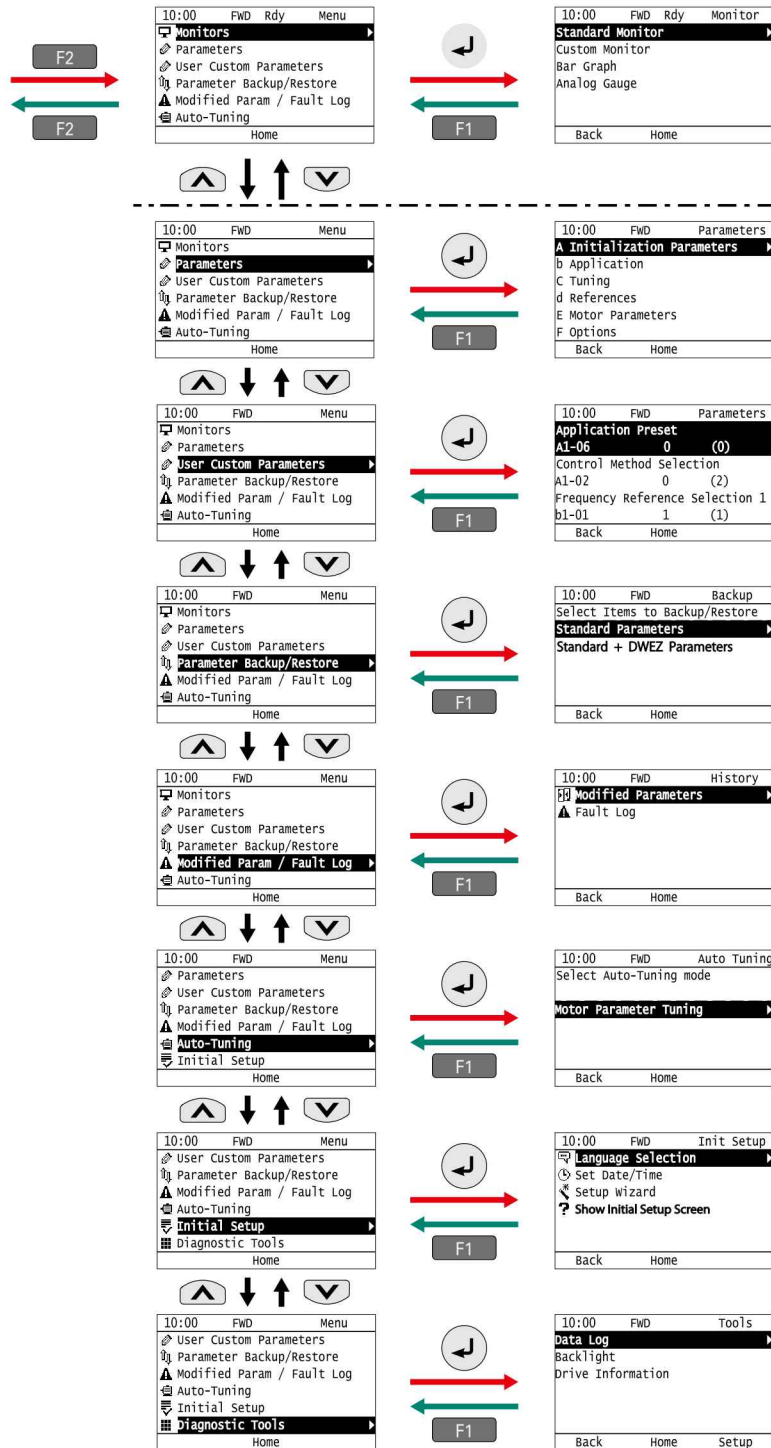 F2
F2
10:00 FWD Rdy Menu
Monitors
Parameters
User Custom Parameters
Parameter Backup/Restore
Modified Param / Fault Log
Auto-Tuning
Home
F1
10:00 FWD Rdy Monitor
Standard Monitor
Custom Monitor
Bar Graph
Analog Gauge
Back Home
10:00 FWD Menu
Monitors
Parameters
User Custom Parameters
Parameter Backup/Restore
Modified Param / Fault Log
Auto-Tuning
Home
F1
10:00 FWD Parameters
A Initialization Parameters
b Application
C Tuning
d References
E Motor Parameters
F Options
Back Home
10:00 FWD Menu
Monitors
Parameters
User Custom Parameters
Parameter Backup/Restore
Modified Param / Fault Log
Auto-Tuning
Home
F1
10:00 FWD Parameters
Application Preset
A1-06 0 (0)
Control Method Selection
A1-02 0 (2)
Frequency Reference Selection 1
b1-01 1 (1)
Back Home
10:00 FWD Menu
Monitors
Parameters
User Custom Parameters
Parameter Backup/Restore
Modified Param / Fault Log
Auto-Tuning
Home
F1
10:00 FWD Backup
Select Items to Backup/Restore
Standard Parameters
Standard + DWEZ Parameters
Back Home
10:00 FWD Menu
Monitors
Parameters
User Custom Parameters
Parameter Backup/Restore
Modified Param / Fault Log
Auto-Tuning
Home
F1
10:00 FWD History
Modified Parameters
Fault Log
Back Home
10:00 FWD Menu
Parameters
User Custom Parameters
Parameter Backup/Restore
Modified Param / Fault Log
Auto-Tuning
Initial Setup
Home
F1
10:00 FWD Auto Tuning
Select Auto-Tuning mode
Motor Parameter Tuning
Back Home
10:00 FWD Menu
User Custom Parameters
Parameter Backup/Restore
Modified Param / Fault Log
Auto-Tuning
Initial Setup
Diagnostic Tools
Home
F1
10:00 FWD Init Setup
Language Selection
Set Date/Time
Setup Wizard
? Show Initial Setup Screen
Back Home
10:00 FWD Menu
User Custom Parameters
Parameter Backup/Restore
Modified Param / Fault Log
Auto-Tuning
Initial Setup
Diagnostic Tools
Home
F1
10:00 FWD Tools
Data Log
Backlight
Drive Information
Back Home Setup